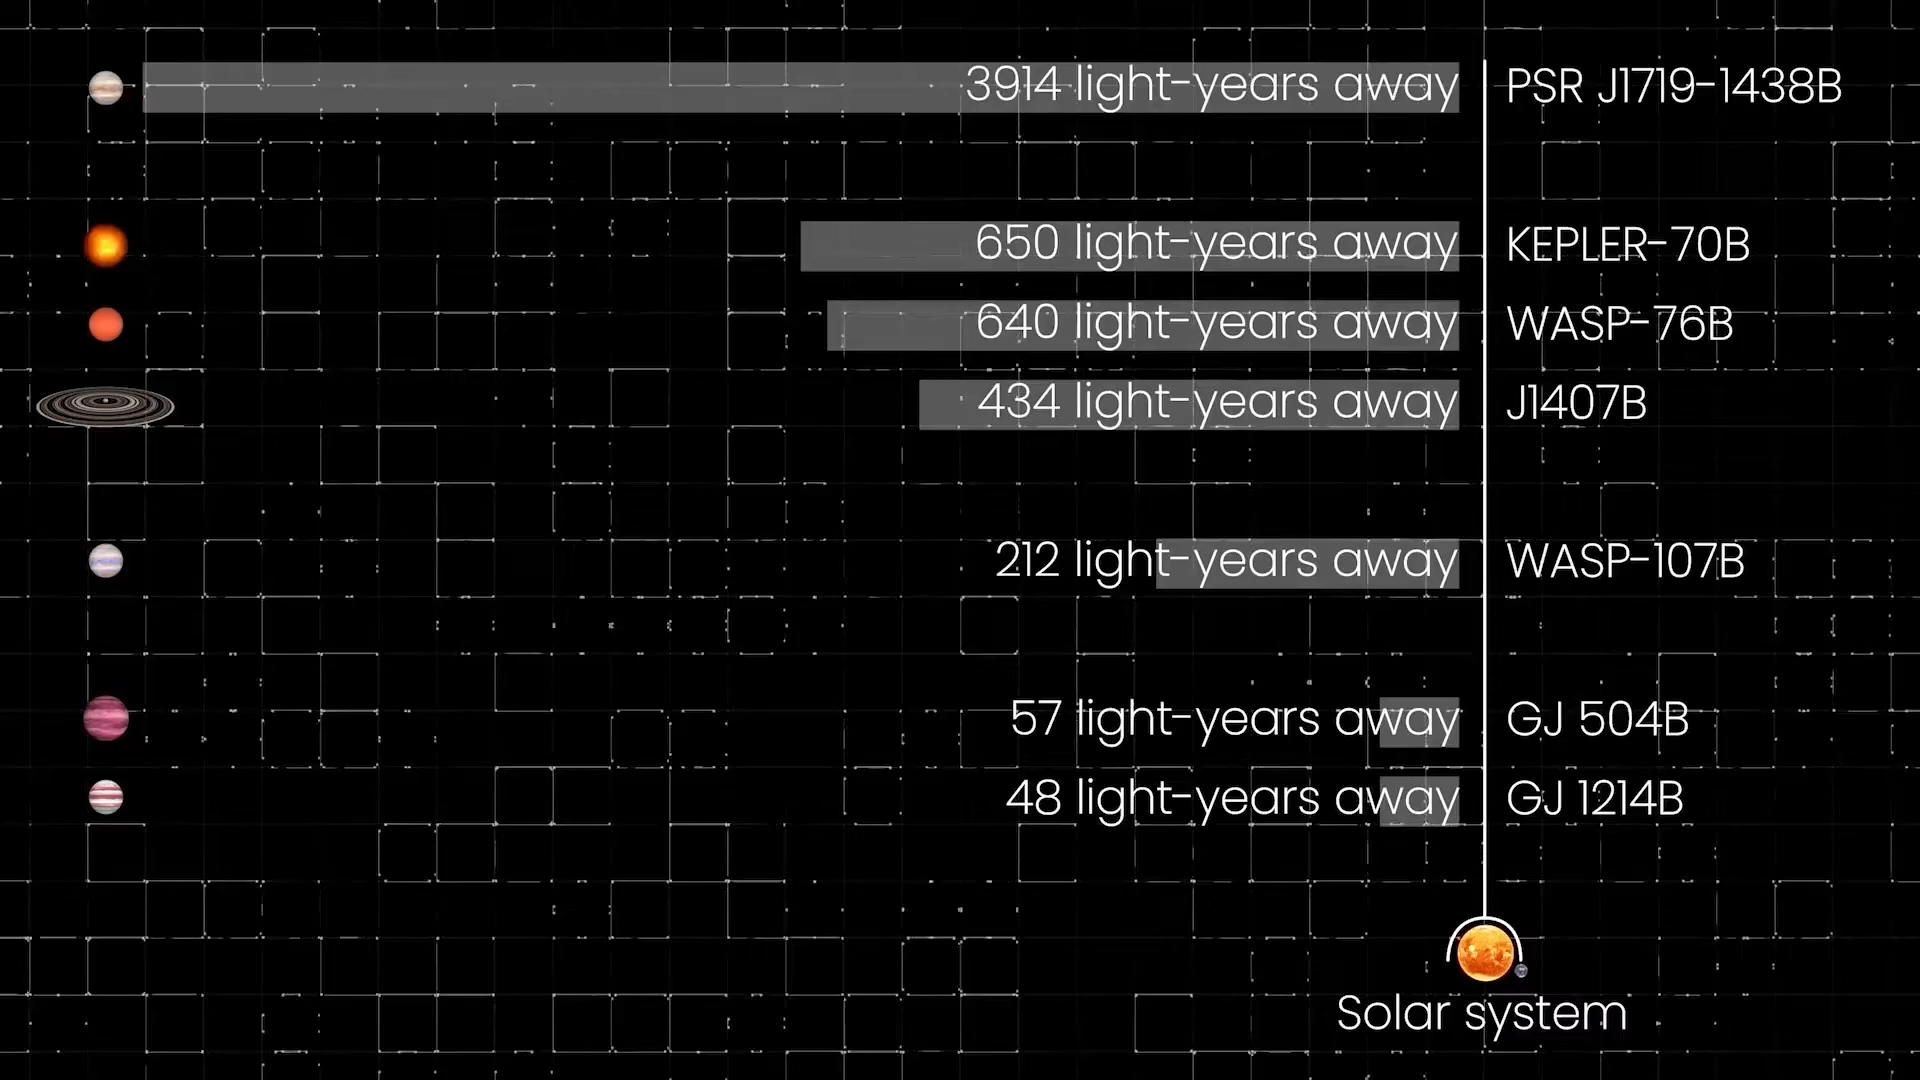 3914 light-years away PSR J1719-1438B
650 light-years away KEPLER-70B
640 light-years away WASP-76B
434 light-years away J1407B
212 light-years away WASP-107B
57 light-years away GJ 504B
48 light-years away GJ 1214B
Solar system